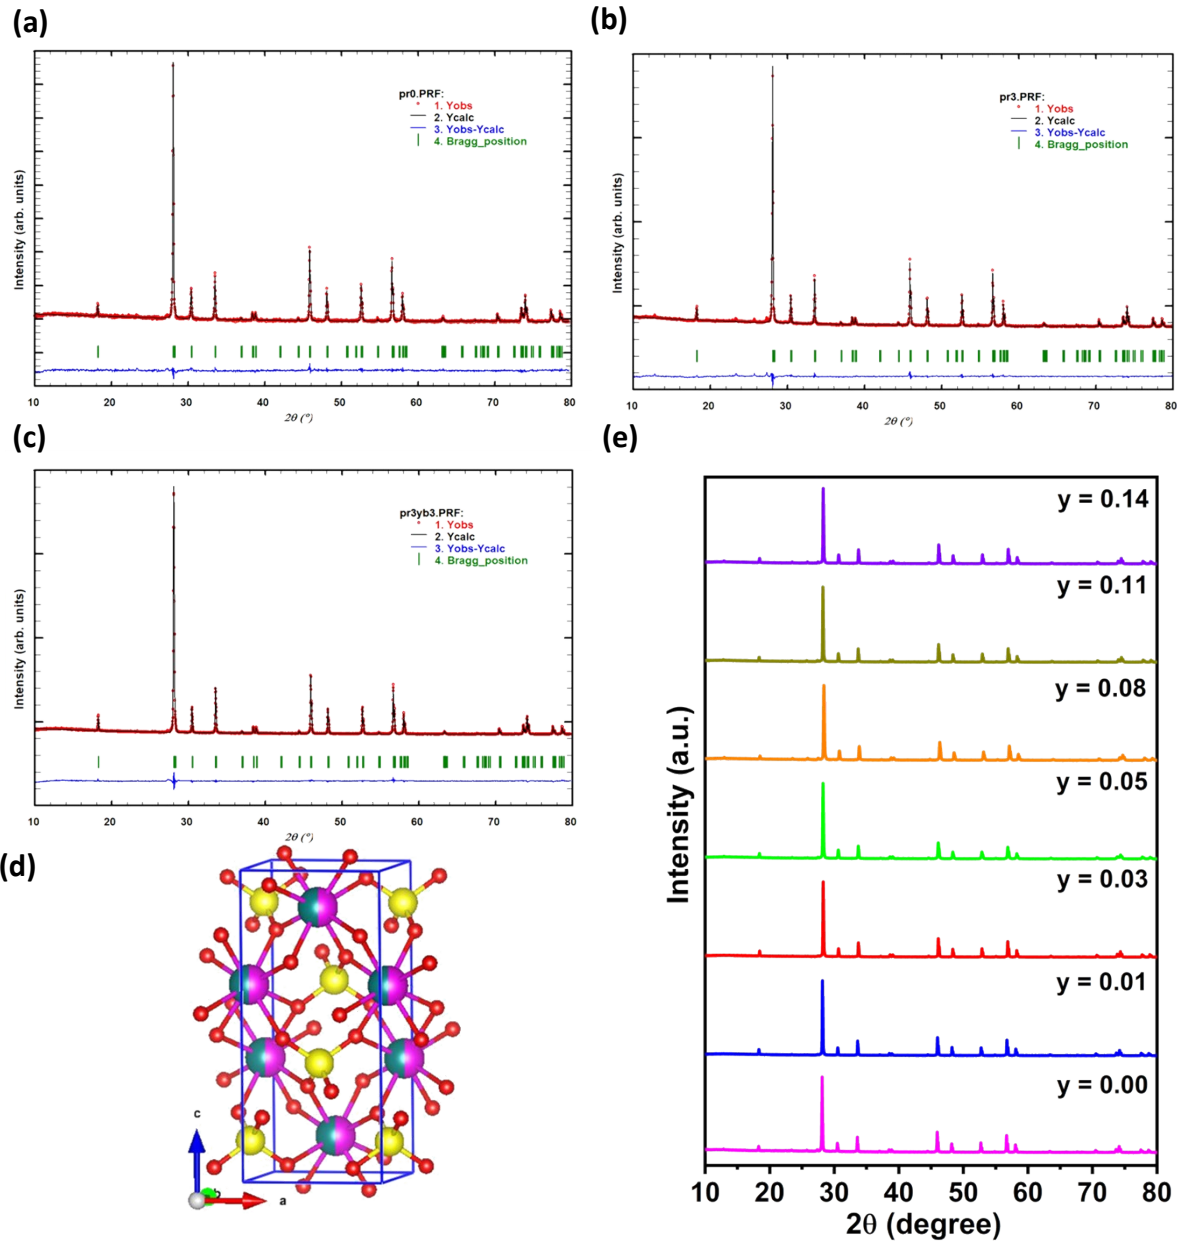 (a)
pr0.PRF:
1. Yobs
2. Ycalc
3. Yobs-Ycalc
4. Bragg_position
Intensity (arb. units)
10 20 30 40 50 60 70 80
2θ (°)
(b)
pr3.PRF:
1. Yobs
2. Ycalc
3. Yobs-Ycalc
4. Bragg_position
Intensity (arb. units)
10 20 30 40 50 60 70 80
2θ (°)
(c)
pr3yb3.PRF:
1. Yobs
2. Ycalc
3. Yobs-Ycalc
4. Bragg_position
Intensity (arb. units)
10 20 30 40 50 60 70 80
2θ (°)
(d)
c
b
a
(e)
y = 0.14
y = 0.11
y = 0.08
y = 0.05
y = 0.03
y = 0.01
y = 0.00
Intensity (a.u.)
10 20 30 40 50 60 70 80
2θ (degree)